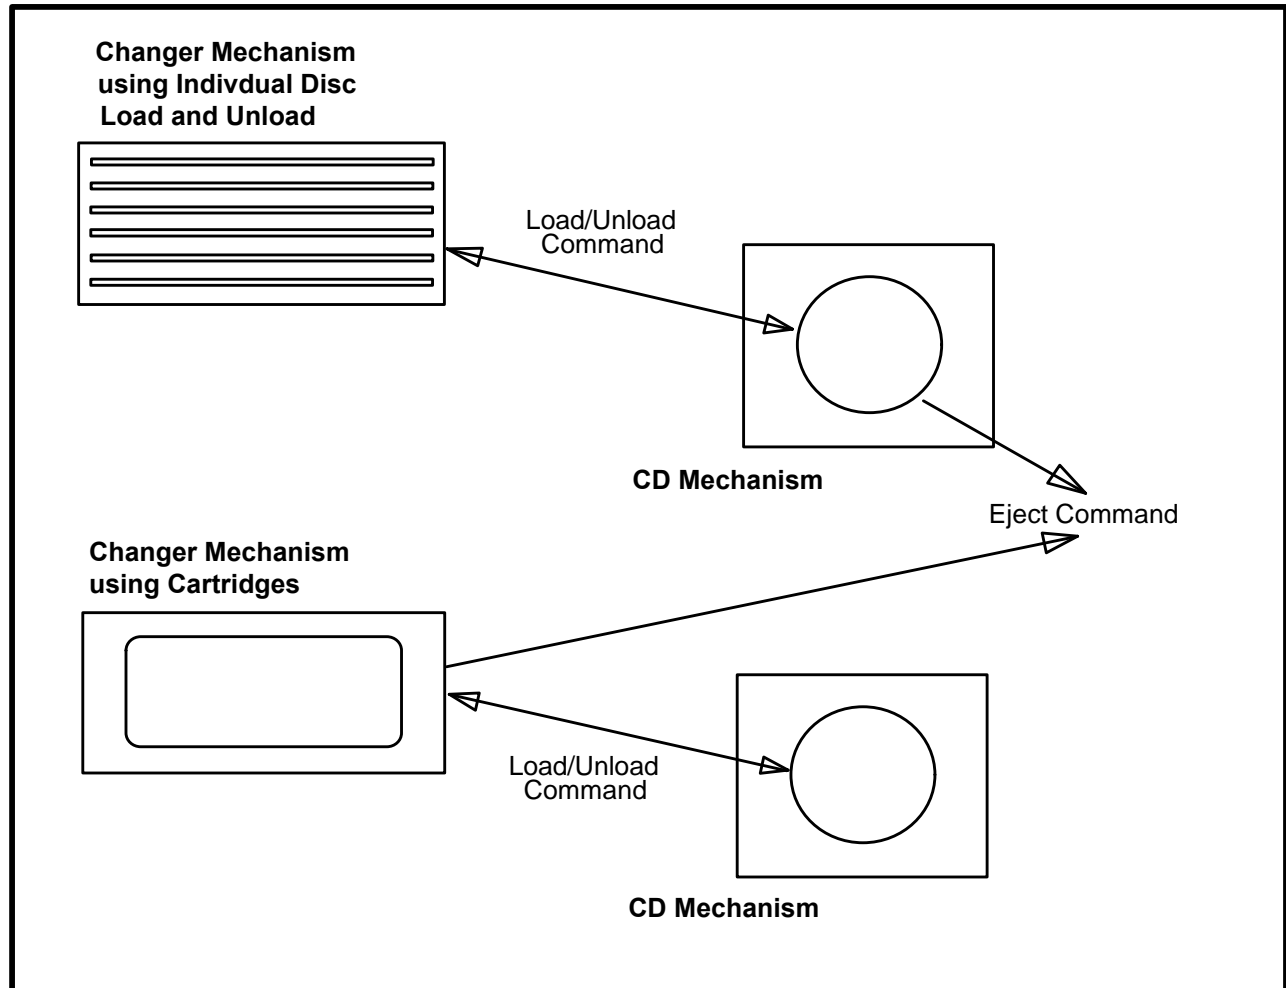 Changer Mechanism
using Indivdual Disc
Load and Unload
Load/Unload
Command
CD Mechanism
Eject Command
Changer Mechanism
using Cartridges
Load/Unload
Command
CD Mechanism